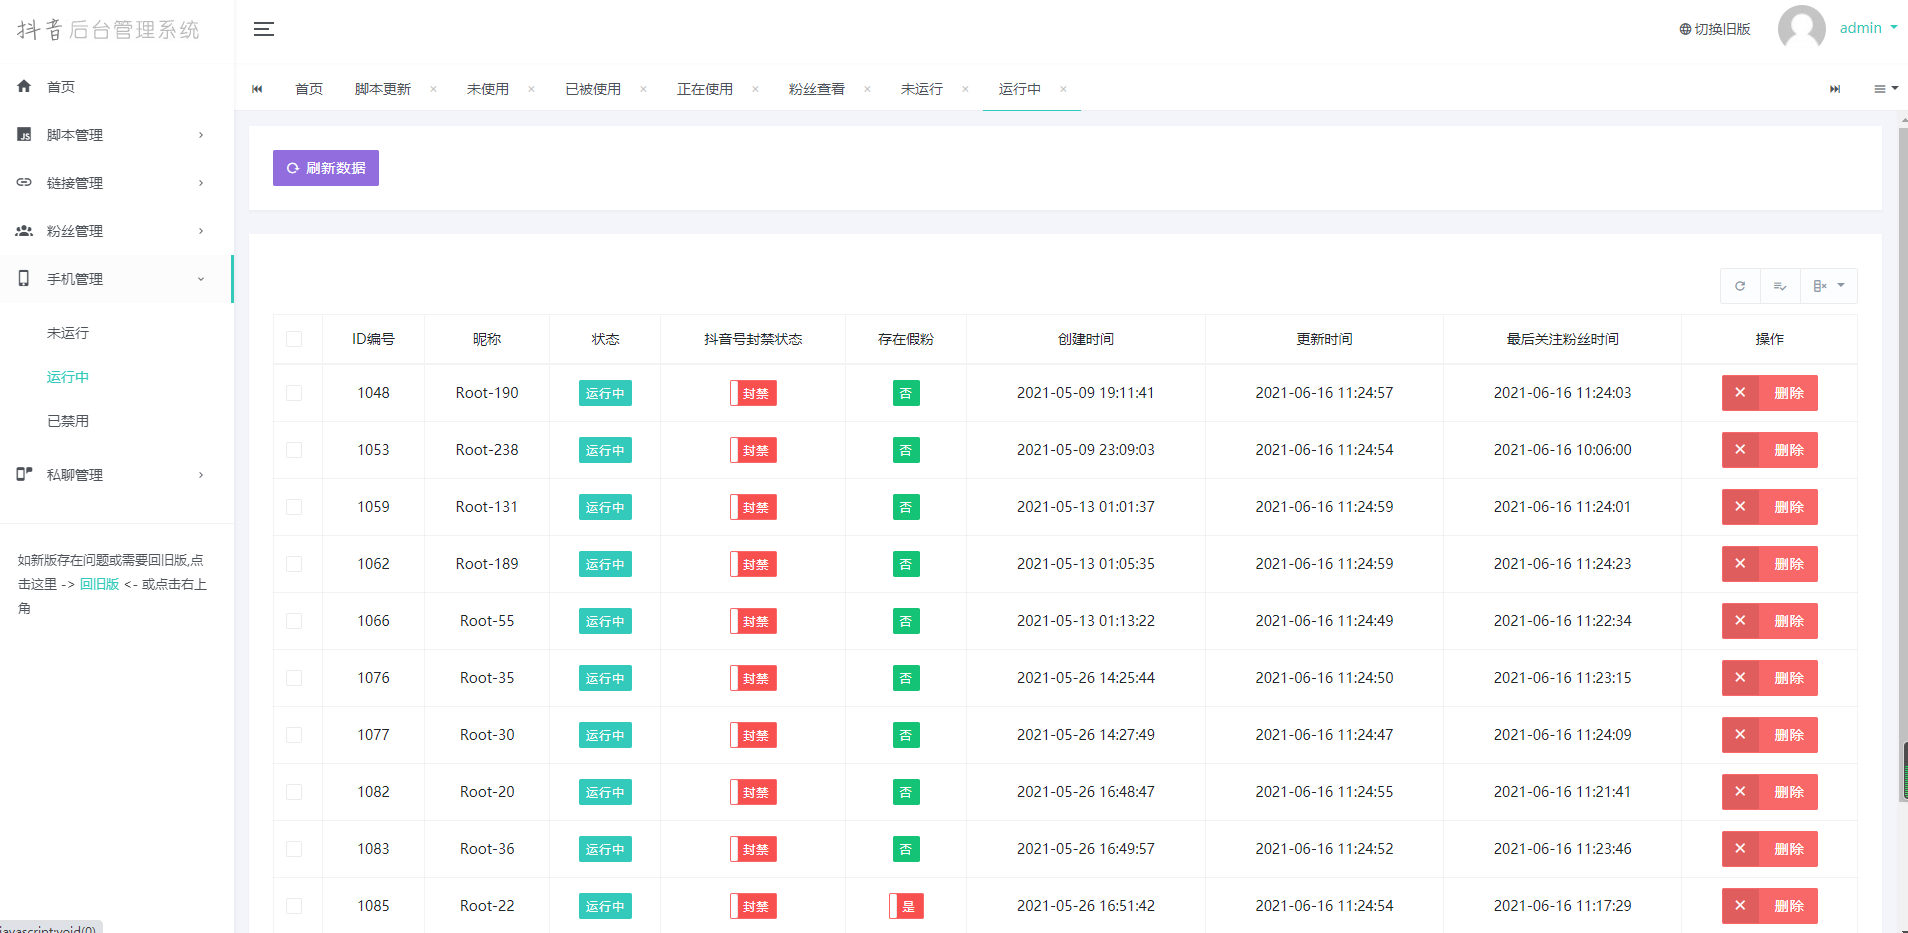 抖音后台管理系统
切换旧版
admin
首页 脚本更新 × 未使用 × 已被使用 × 正在使用 × 粉丝查看 × 未运行 × 运行中 ×
首页
脚本管理
链接管理
粉丝管理
手机管理
未运行
运行中
已禁用
私聊管理
如新版存在问题或需要回旧版,点
击这里 -> 回旧版 <- 或点击右上
角
刷新数据
ID编号 昵称 状态 抖音号封禁状态 存在假粉 创建时间 更新时间 最后关注粉丝时间 操作
1048 Root-190 运行中 封禁 否 2021-05-09 19:11:41 2021-06-16 11:24:57 2021-06-16 11:24:03 × 删除
1053 Root-238 运行中 封禁 否 2021-05-09 23:09:03 2021-06-16 11:24:54 2021-06-16 10:06:00 × 删除
1059 Root-131 运行中 封禁 否 2021-05-13 01:01:37 2021-06-16 11:24:59 2021-06-16 11:24:01 × 删除
1062 Root-189 运行中 封禁 否 2021-05-13 01:05:35 2021-06-16 11:24:59 2021-06-16 11:24:23 × 删除
1066 Root-55 运行中 封禁 否 2021-05-13 01:13:22 2021-06-16 11:24:49 2021-06-16 11:22:34 × 删除
1076 Root-35 运行中 封禁 否 2021-05-26 14:25:44 2021-06-16 11:24:50 2021-06-16 11:23:15 × 删除
1077 Root-30 运行中 封禁 否 2021-05-26 14:27:49 2021-06-16 11:24:47 2021-06-16 11:24:09 × 删除
1082 Root-20 运行中 封禁 否 2021-05-26 16:48:47 2021-06-16 11:24:55 2021-06-16 11:21:41 × 删除
1083 Root-36 运行中 封禁 否 2021-05-26 16:49:57 2021-06-16 11:24:52 2021-06-16 11:23:46 × 删除
1085 Root-22 运行中 封禁 是 2021-05-26 16:51:42 2021-06-16 11:24:54 2021-06-16 11:17:29 × 删除
javascript:void(0)